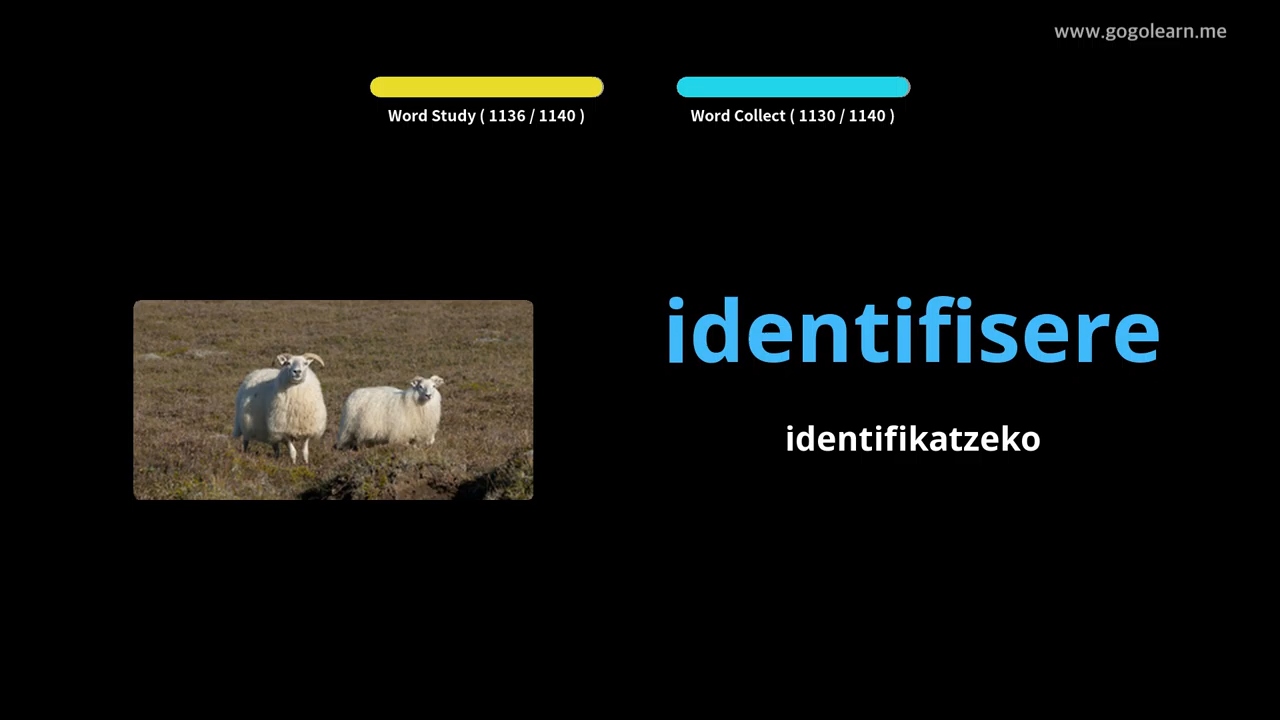 www.gogolearn.me
Word Study ( 1136 / 1140 )
Word Collect ( 1130 / 1140 )
identifisere
identifikatzeko